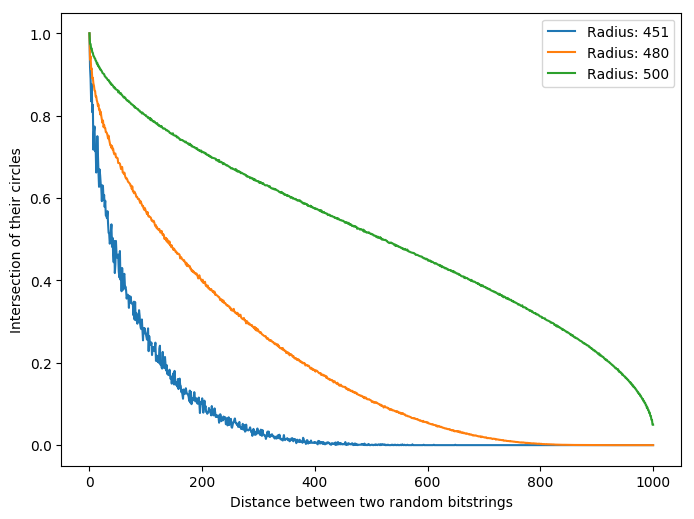 Radius: 451
Radius: 480
Radius: 500
Intersection of their circles
1.0
0.8
0.6
0.4
0.2
0.0
0 200 400 600 800 1000
Distance between two random bitstrings